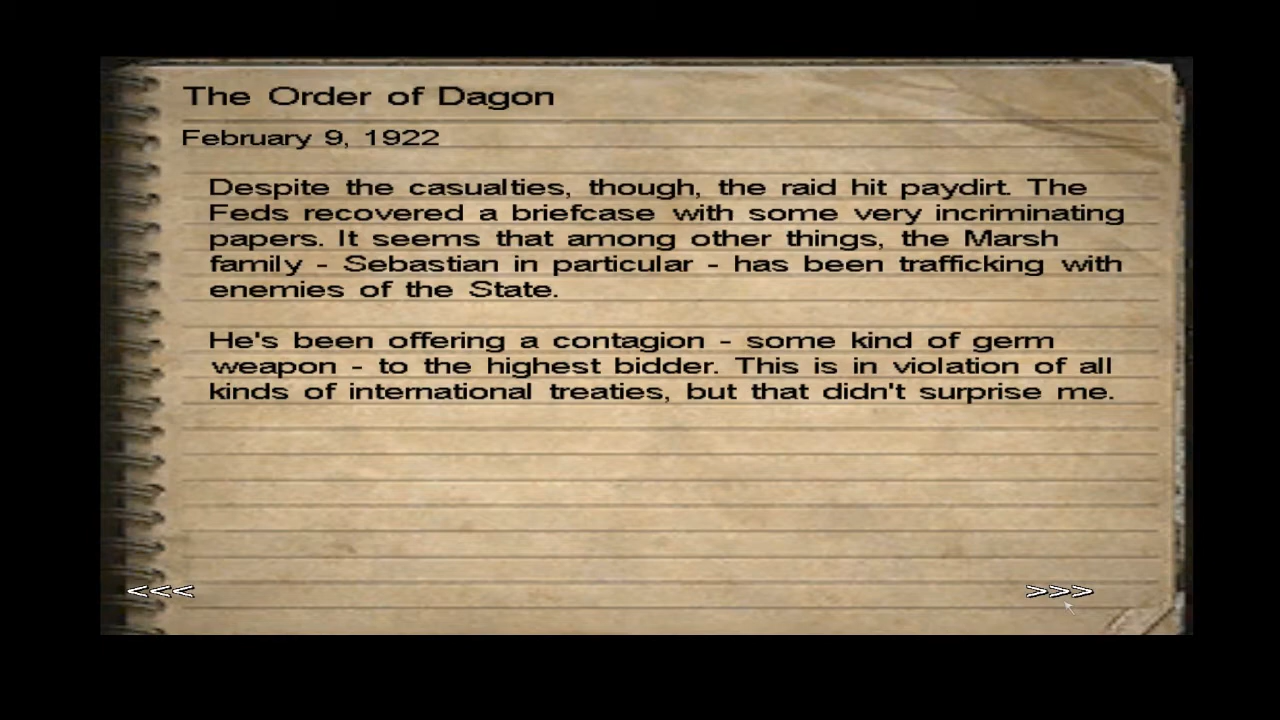 The Order of Dagon
February 9, 1922
Despite the casualties, though, the raid hit paydirt. The
Feds recovered a briefcase with some very incriminating
papers. It seems that among other things, the Marsh
family - Sebastian in particular - has been trafficking with
enemies of the State.
He's been offering a contagion - some kind of germ
weapon - to the highest bidder. This is in violation of all
kinds of international treaties, but that didn't surprise me.
<<< >>>